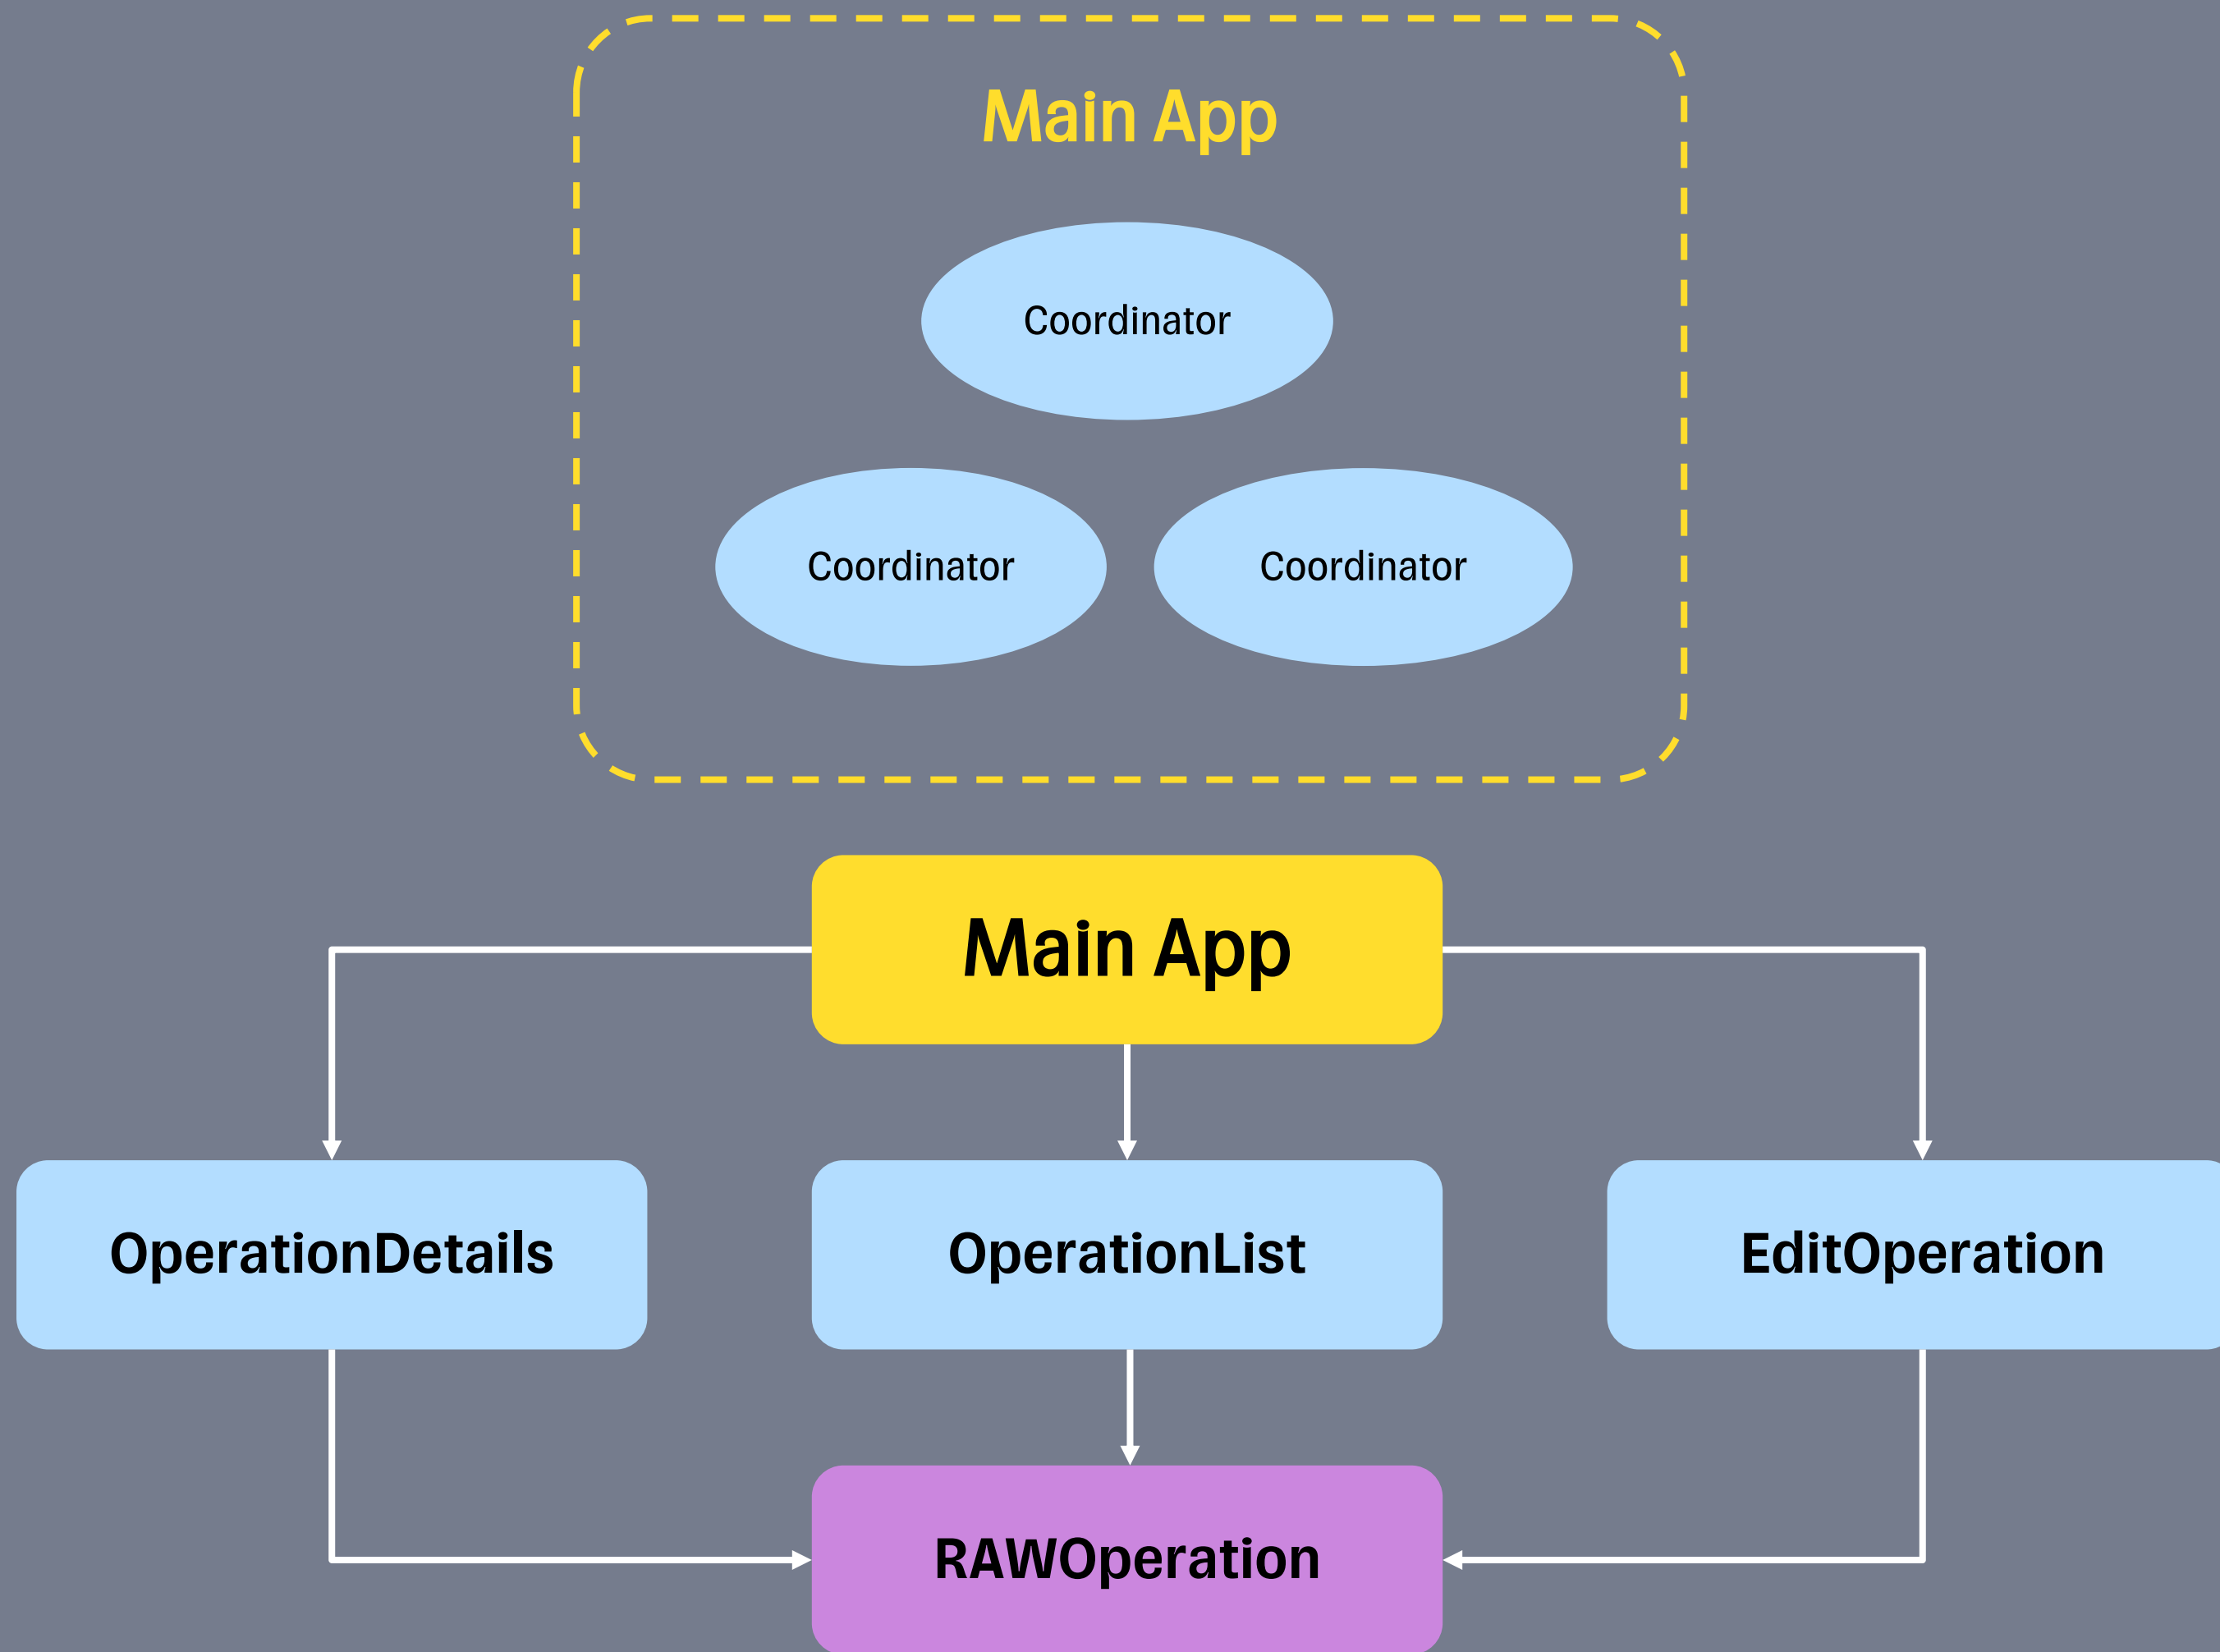 Main App
Coordinator
Coordinator
Coordinator
Main App
OperationDetails
OperationList
EditOperation
RAWOperation